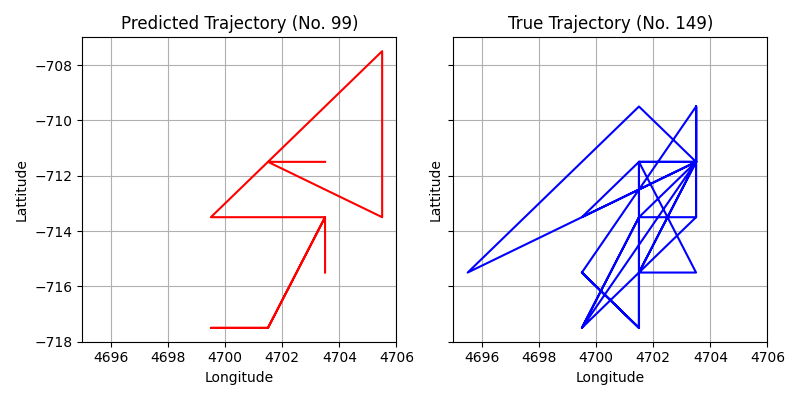 Predicted Trajectory (No. 99)
True Trajectory (No. 149)
Lattitude
−708
−710
−712
−714
−716
−718
4696 4698 4700 4702 4704 4706
Longitude
Lattitude
4696 4698 4700 4702 4704 4706
Longitude